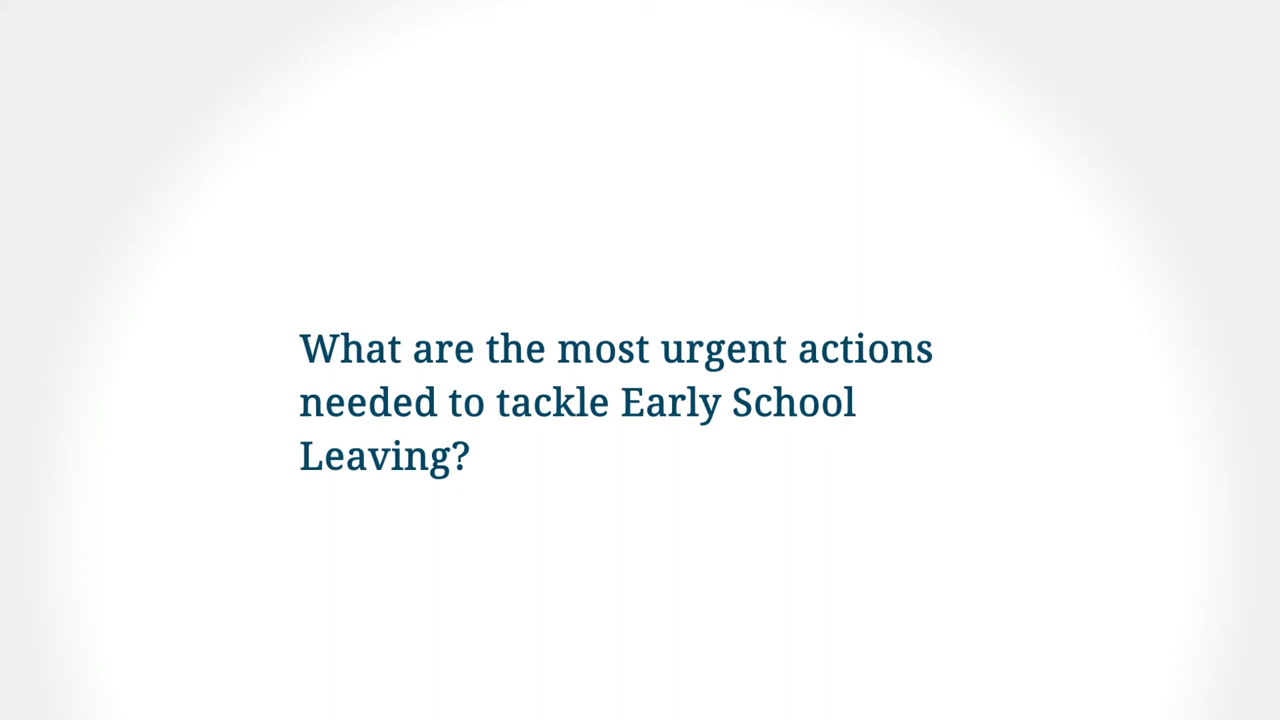 What are the most urgent actions
needed to tackle Early School
Leaving?